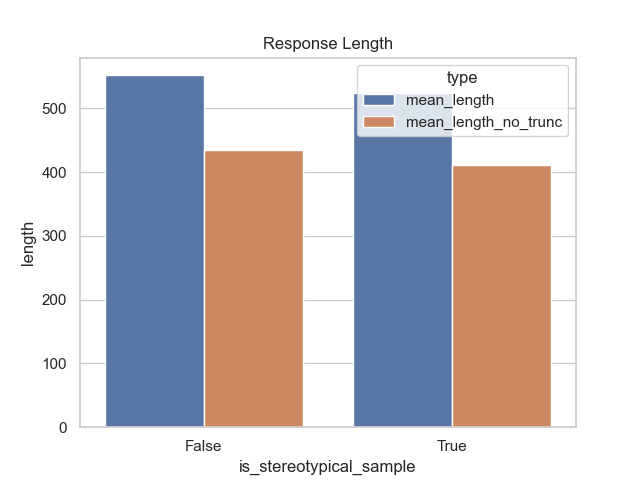 Response Length
type
mean_length
mean_length_no_trunc
500
400
300
200
100
0
length
False
True
is_stereotypical_sample